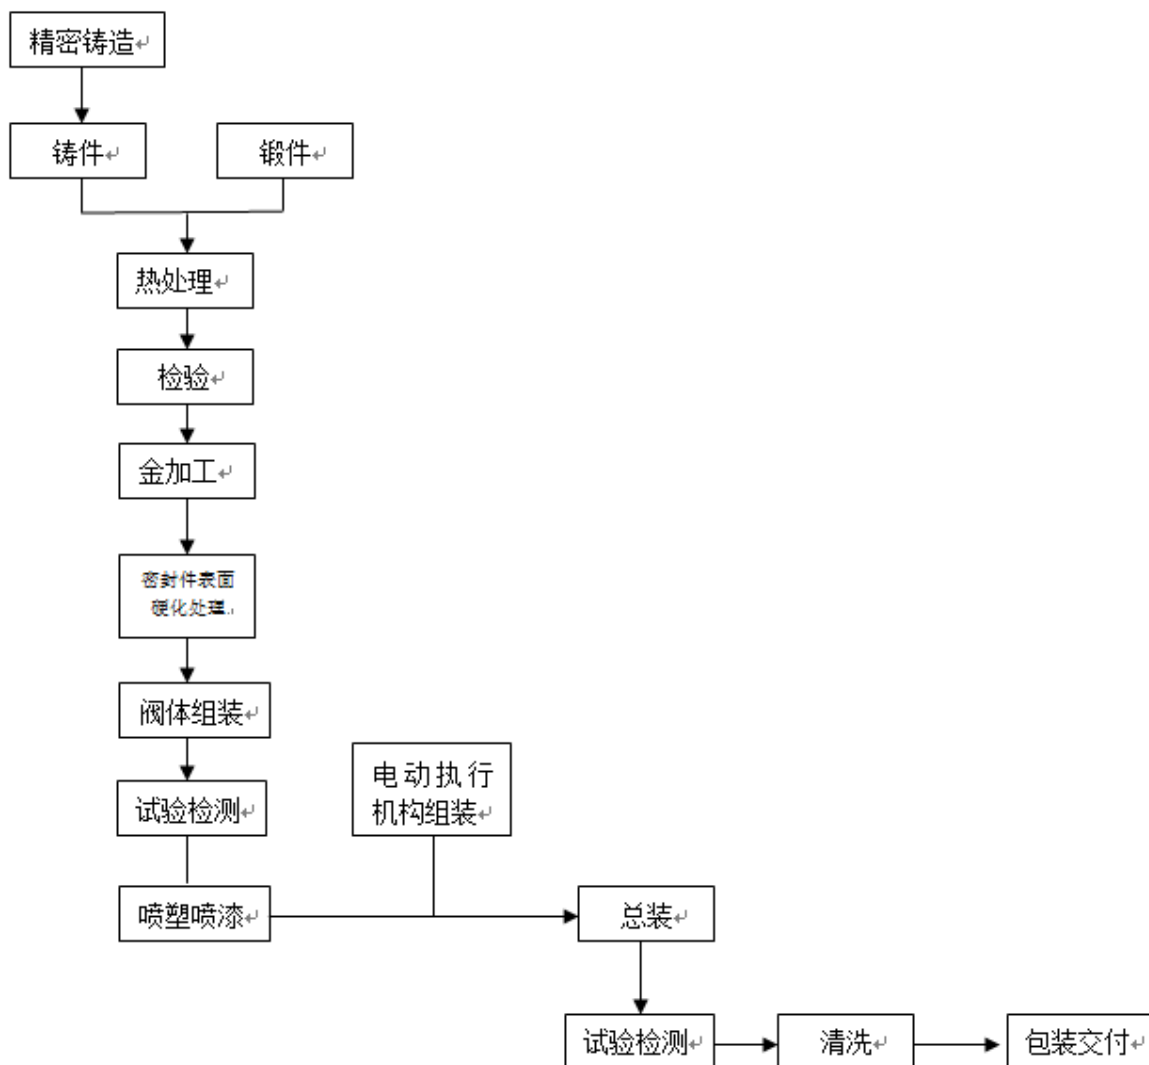 精密铸造
铸件
锻件
热处理
检验
金加工
密封件表面
硬化处理
阀体组装
试验检测
电动执行
机构组装
喷塑喷漆
总装
试验检测
清洗
包装交付